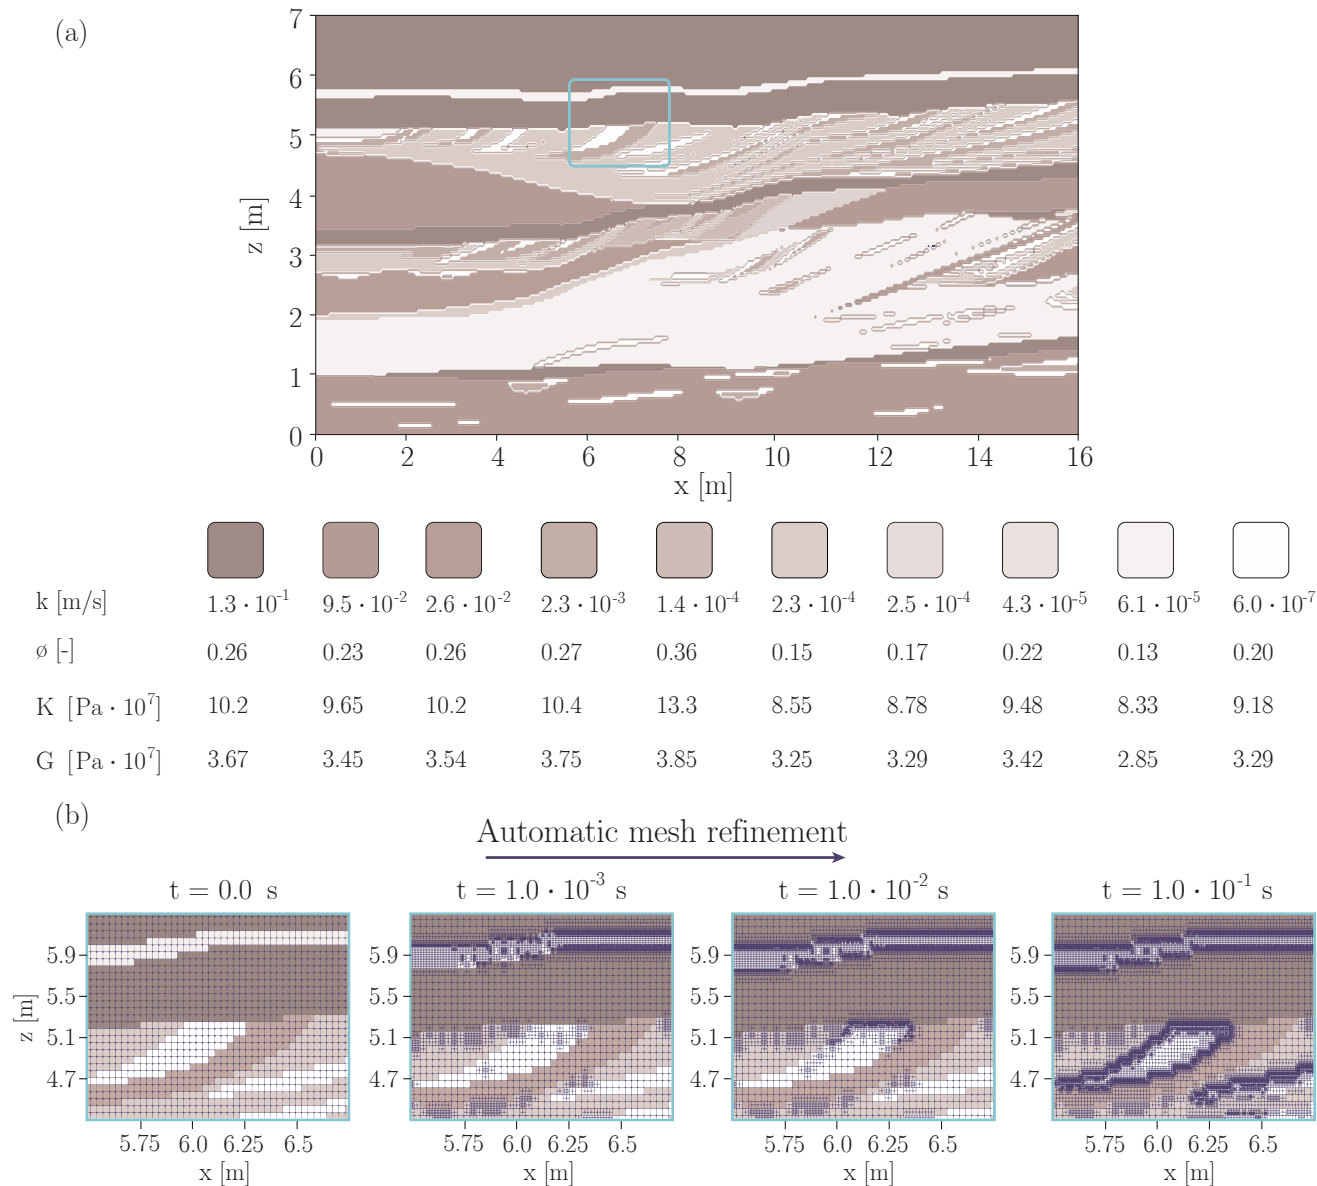 (a)
7
6
5
4
3
2
1
0
z [m]
0 2 4 6 8 10 12 14 16
x [m]
k [m/s] 1.3 · 10⁻¹ 9.5 · 10⁻² 2.6 · 10⁻² 2.3 · 10⁻³ 1.4 · 10⁻⁴ 2.3 · 10⁻⁴ 2.5 · 10⁻⁴ 4.3 · 10⁻⁵ 6.1 · 10⁻⁵ 6.0 · 10⁻⁷
ø [-] 0.26 0.23 0.26 0.27 0.36 0.15 0.17 0.22 0.13 0.20
K [Pa · 10⁷] 10.2 9.65 10.2 10.4 13.3 8.55 8.78 9.48 8.33 9.18
G [Pa · 10⁷] 3.67 3.45 3.54 3.75 3.85 3.25 3.29 3.42 2.85 3.29
(b)
Automatic mesh refinement
t = 0.0 s t = 1.0 · 10⁻³ s t = 1.0 · 10⁻² s t = 1.0 · 10⁻¹ s
5.9 5.9 5.9 5.9
5.5 5.5 5.5 5.5
5.1 5.1 5.1 5.1
4.7 4.7 4.7 4.7
z [m]
5.75 6.0 6.25 6.5 5.75 6.0 6.25 6.5 5.75 6.0 6.25 6.5 5.75 6.0 6.25 6.5
x [m] x [m] x [m] x [m]